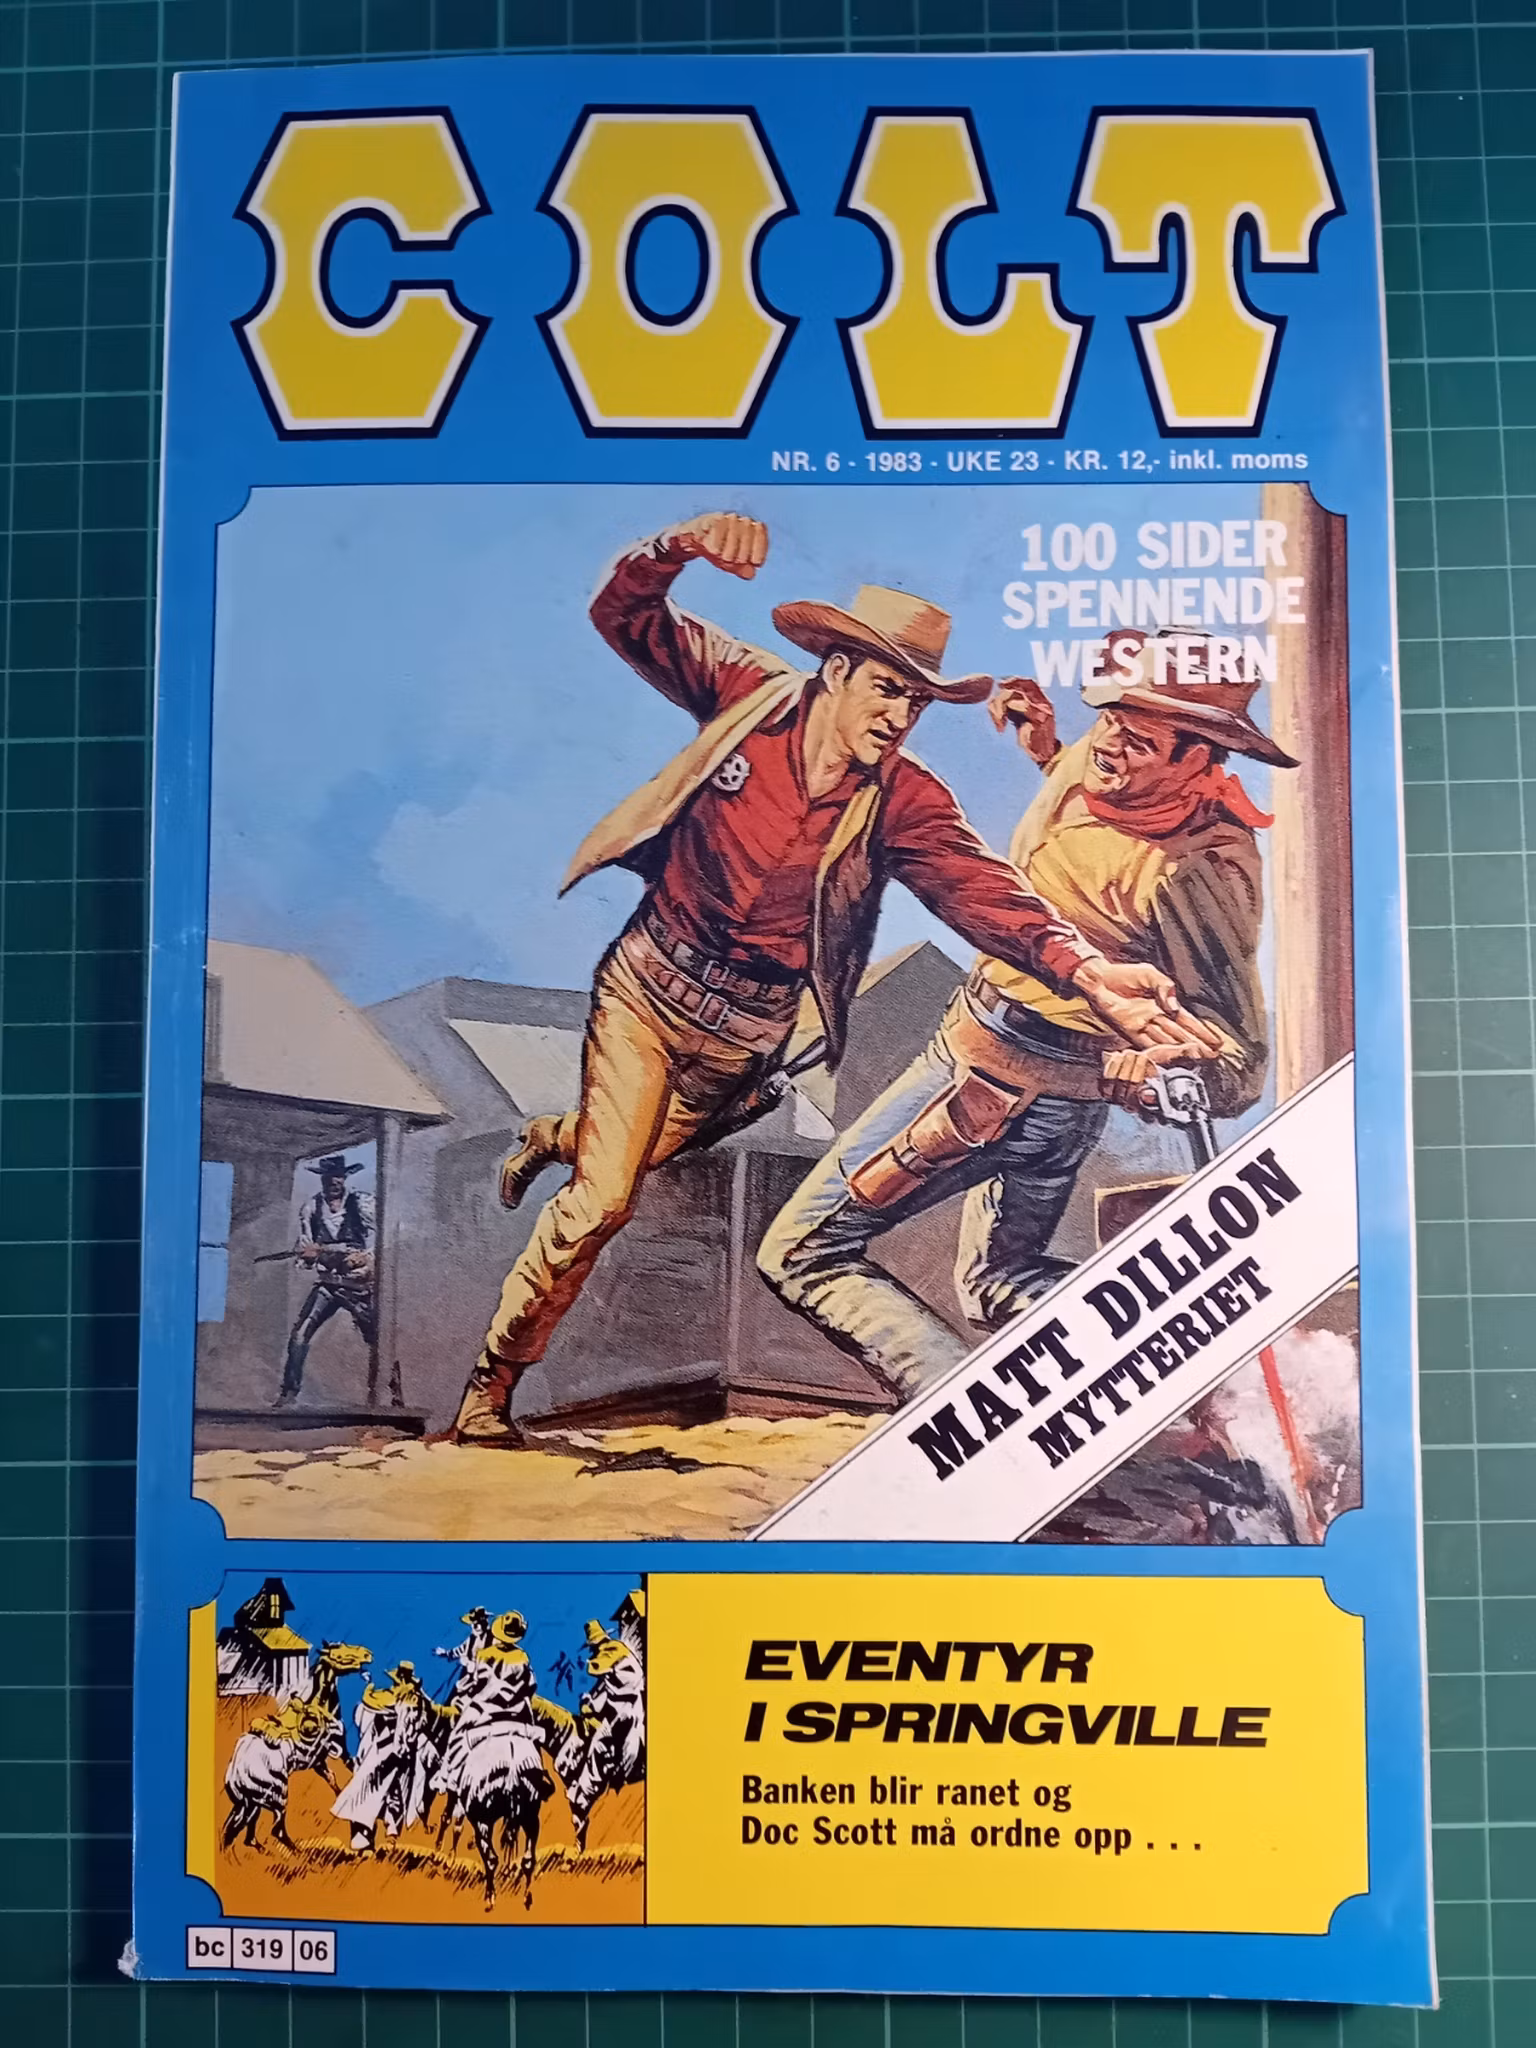 COLT
NR. 6 - 1983 - UKE 23 - KR. 12,- inkl. moms
100 SIDER
SPENNENDE
WESTERN
MATT DILLON
MYTTERIET
EVENTYR
I SPRINGVILLE
Banken blir ranet og
Doc Scott må ordne opp . . .
bc 319 06